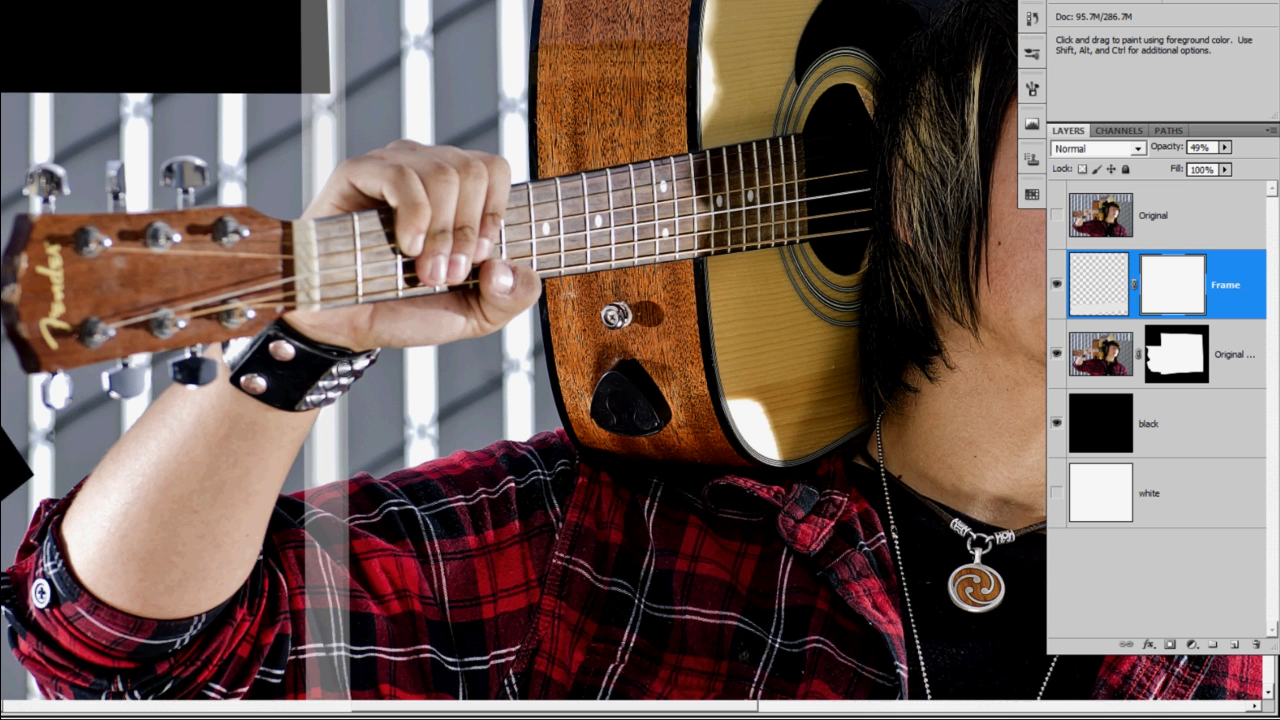 Doc: 95.7M/286.7M
Click and drag to paint using foreground color. Use
Shift, Alt, and Ctrl for additional options.
LAYERS CHANNELS PATHS
Normal Opacity: 49%
Lock: Fill: 100%
Original
Frame
Original ...
black
white
fx.
Fender